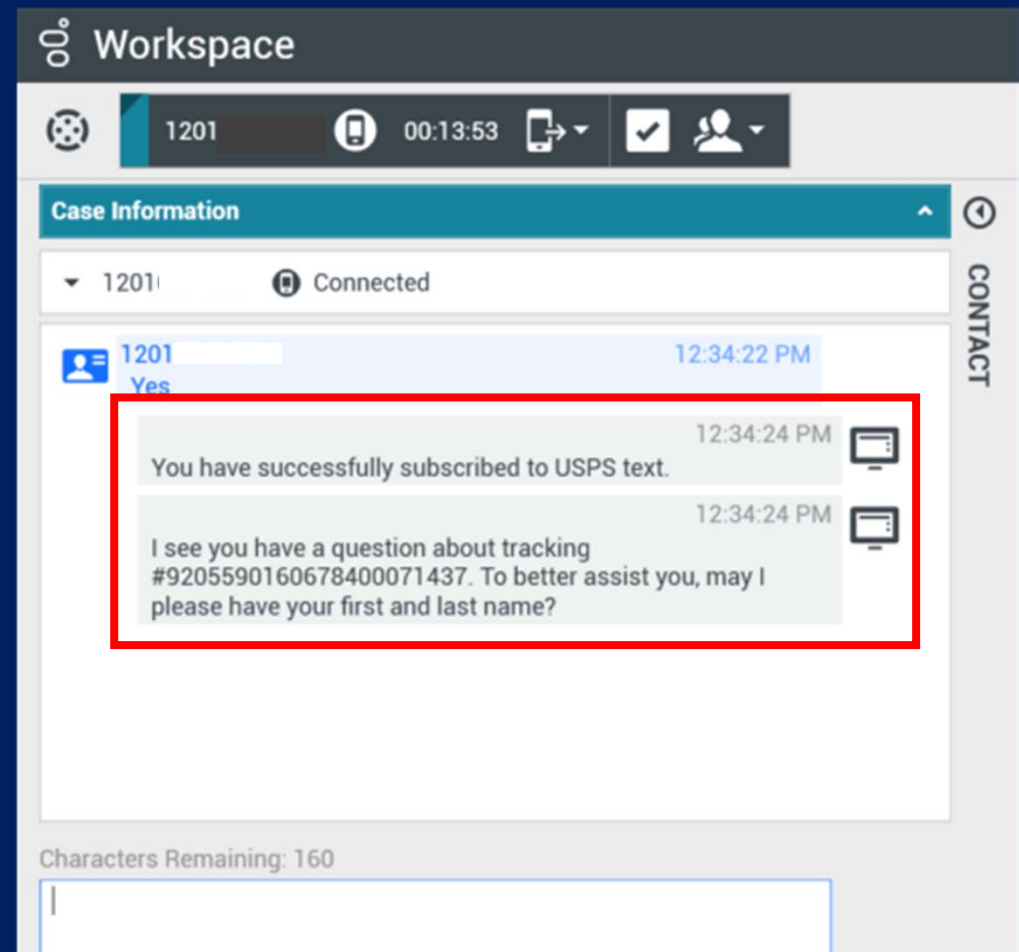 Workspace
1201 00:13:53
Case Information
1201 Connected
CONTACT
1201 12:34:22 PM
Yes
12:34:24 PM
You have successfully subscribed to USPS text.
12:34:24 PM
I see you have a question about tracking
#9205590160678400071437. To better assist you, may I
please have your first and last name?
Characters Remaining: 160